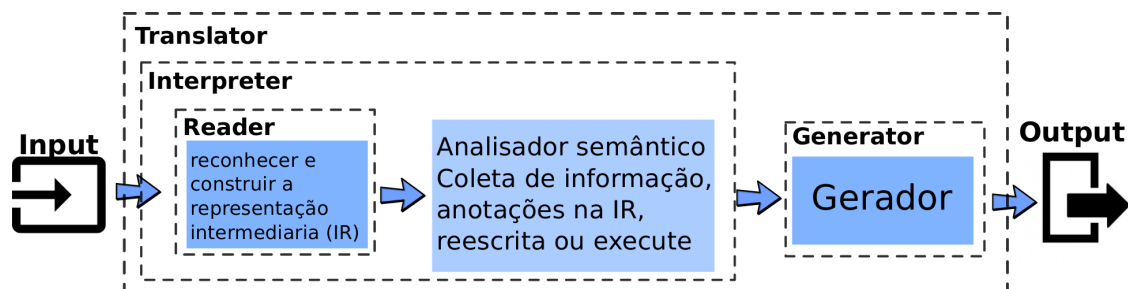 Translator
Interpreter
Input
Reader
reconhecer e
construir a
representação
intermediaria (IR)
Analisador semântico
Coleta de informação,
anotações na IR,
reescrita ou execute
Generator
Gerador
Output